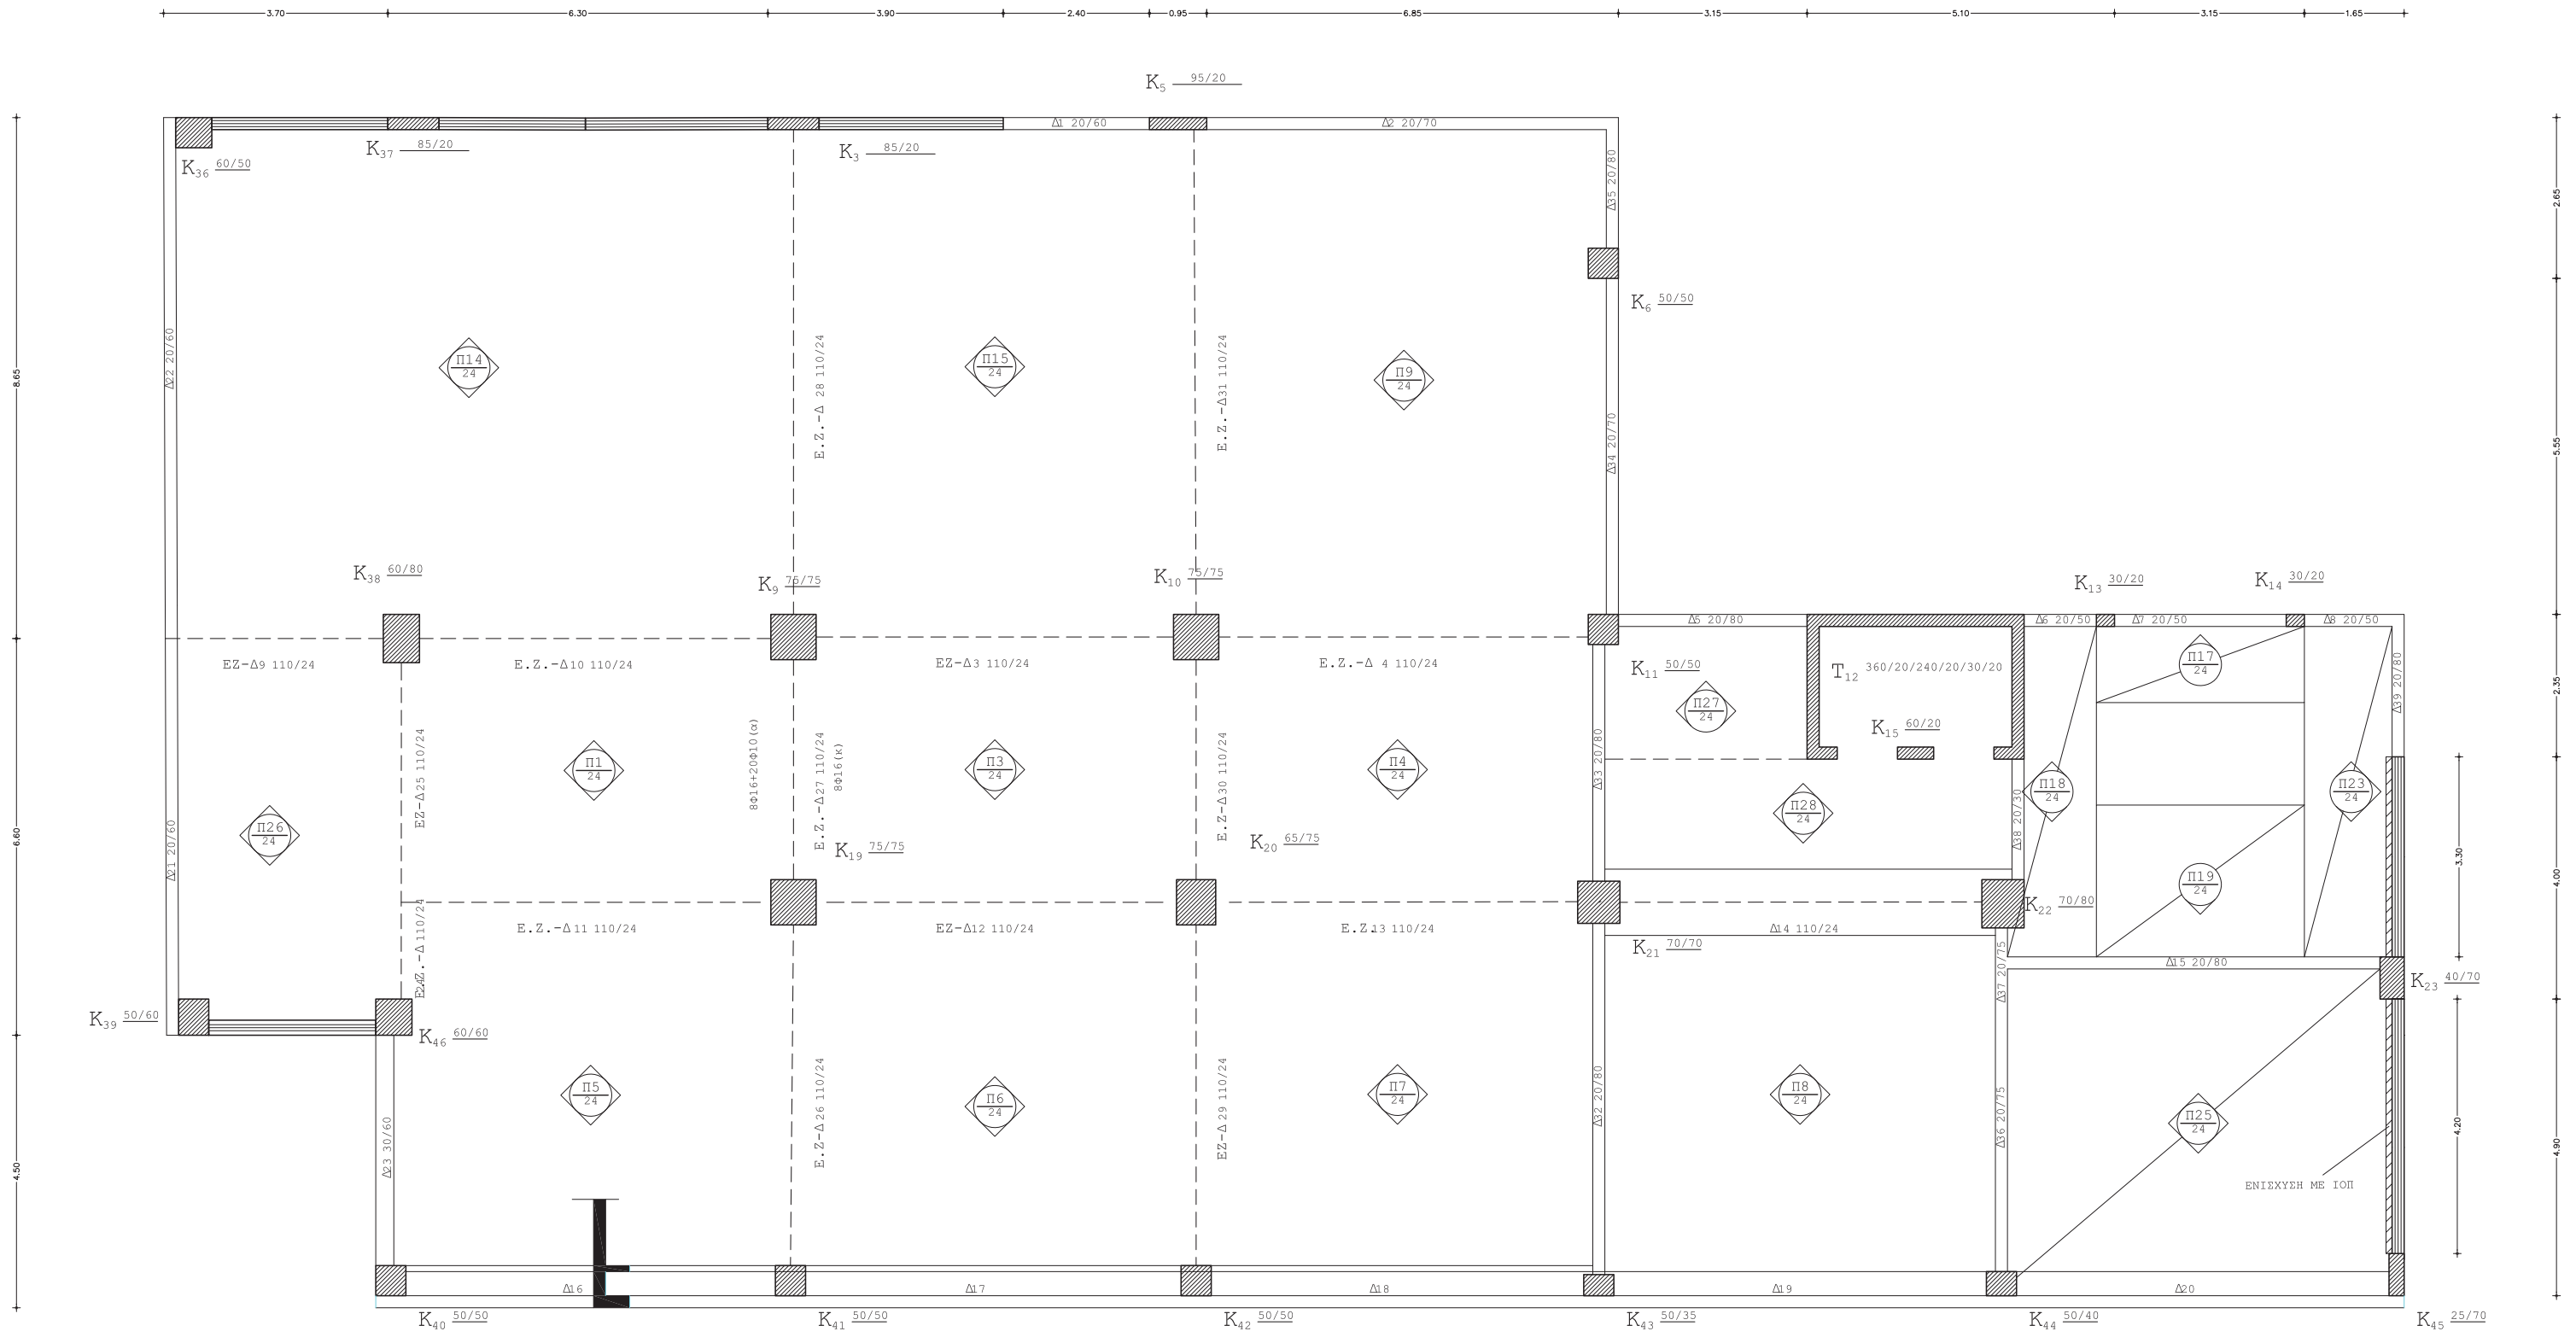 3.70 6.30 3.90 2.40 0.95 6.85 3.15 5.10 3.15 1.65
K5 95/20
Δ1 20/60
Δ2 20/70
K36 60/50
K37 85/20
K3 85/20
Δ35 20/80
2.65
K6 50/50
Δ22 20/60
8.65
Π14
24
Π15
24
Π9
24
Ε.Ζ.-Δ 28 110/24
Ε.Ζ.-Δ31 110/24
Δ34 20/70
5.55
K38 60/80
K9 75/75
K10 75/75
K13 30/20
K14 30/20
Δ5 20/80
Δ6 20/50
Δ7 20/50
Δ8 20/50
ΕΖ-Δ9 110/24
Ε.Ζ.-Δ10 110/24
ΕΖ-Δ3 110/24
Ε.Ζ.-Δ 4 110/24
K11 50/50
T12 360/20/240/20/30/20
Π17
24
Δ39 20/80
2.35
Π27
24
K15 60/20
ΕΖ-Δ25 110/24
8Φ16+20Φ10(α)
Ε.Ζ.-Δ27 110/24
8Φ16(κ)
Ε.Ζ-Δ30 110/24
Δ33 20/80
Π1
24
Π3
24
Π4
24
Π18
24
Π23
24
Π28
24
Δ38 20/30
Π26
24
Δ21 20/60
6.60
K19 75/75
K20 65/75
3.30
4.00
Π19
24
K22 70/80
Ε.Ζ.-Δ11 110/24
ΕΖ-Δ12 110/24
Ε.Ζ.13 110/24
Δ14 110/24
K21 70/70
Ε.Ζ.-Δ 110/24
Δ37 20/75
Δ15 20/80
K23 40/70
K39 50/60
K46 60/60
Π5
24
Π6
24
Π7
24
Π8
24
Π25
24
Δ23 30/60
Ε.Ζ-Δ26 110/24
ΕΖ-Δ 29 110/24
Δ32 20/80
Δ36 20/75
4.20
4.50
4.90
ΕΝΙΣΧΥΣΗ ΜΕ ΙΟΠ
Δ16
Δ17
Δ18
Δ19
Δ20
K40 50/50
K41 50/50
K42 50/50
K43 50/35
K44 50/40
K45 25/70